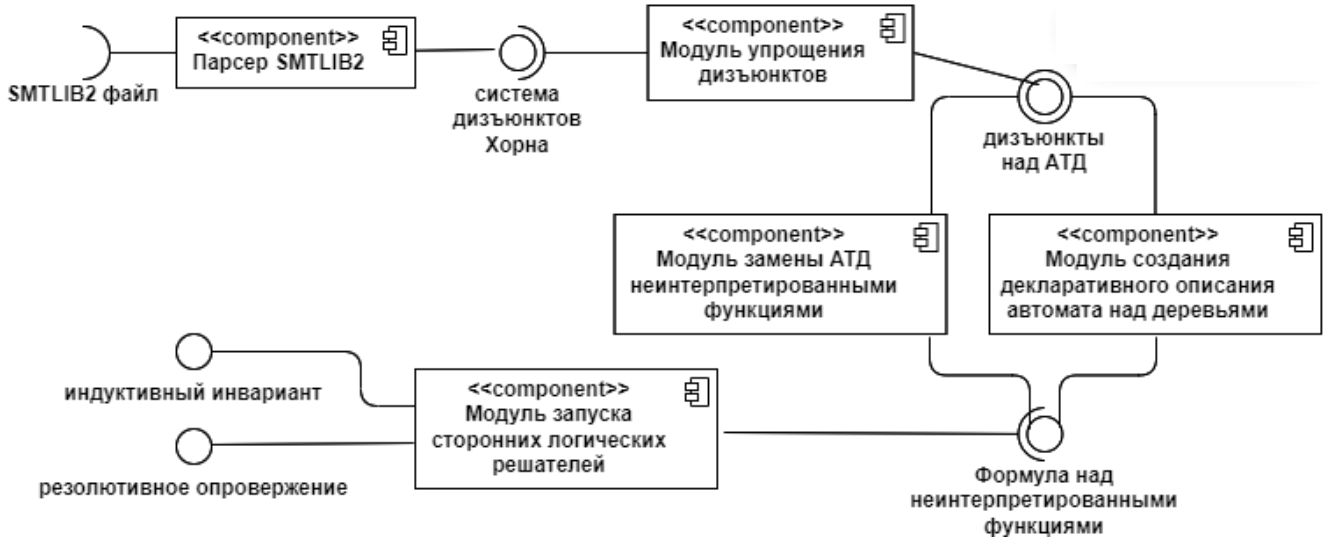 <<component>>
Парсер SMTLIB2
SMTLIB2 файл
система
дизъюнктов
Хорна
<<component>>
Модуль упрощения
дизъюнктов
дизъюнкты
над АТД
<<component>>
Модуль замены АТД
неинтерпретированными
функциями
<<component>>
Модуль создания
декларативного описания
автомата над деревьями
индуктивный инвариант
резолютивное опровержение
<<component>>
Модуль запуска
сторонних логических
решателей
Формула над
неинтерпретированными
функциями